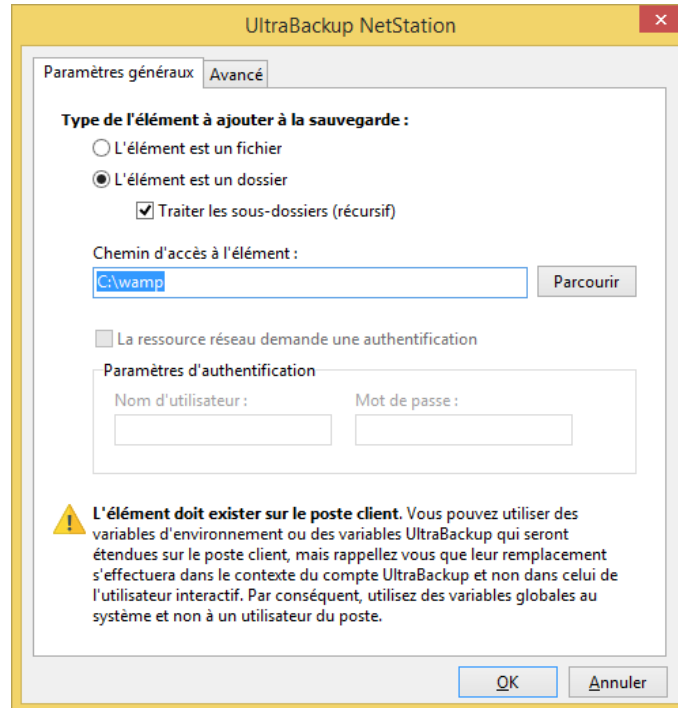 UltraBackup NetStation
Paramètres généraux
Avancé
Type de l'élément à ajouter à la sauvegarde :
L'élément est un fichier
L'élément est un dossier
Traiter les sous-dossiers (récursif)
Chemin d'accès à l'élément :
C:\wamp
Parcourir
La ressource réseau demande une authentification
Paramètres d'authentification
Nom d'utilisateur :
Mot de passe :
L'élément doit exister sur le poste client. Vous pouvez utiliser des
variables d'environnement ou des variables UltraBackup qui seront
étendues sur le poste client, mais rappellez vous que leur remplacement
s'effectuera dans le contexte du compte UltraBackup et non dans celui de
l'utilisateur interactif. Par conséquent, utilisez des variables globales au
système et non à un utilisateur du poste.
OK
Annuler